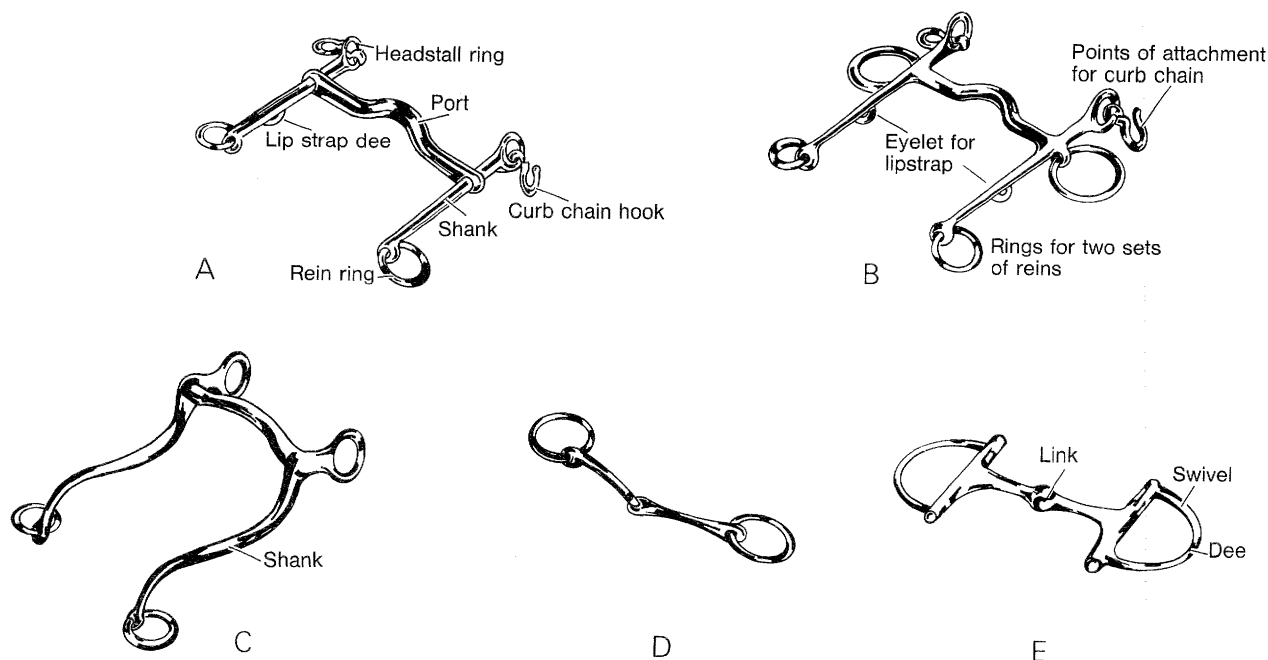 Headstall ring
Port
Lip strap dee
Curb chain hook
Shank
Rein ring
A
Points of attachment
for curb chain
Eyelet for
lipstrap
Rings for two sets
of reins
B
Shank
C
D
Link
Swivel
Dee
E